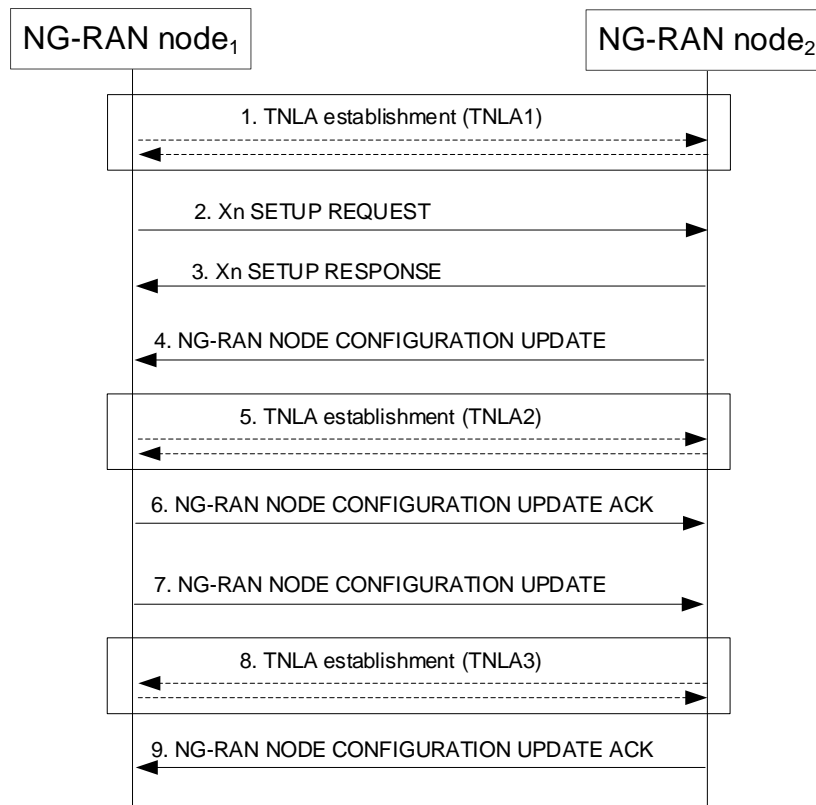 NG-RAN node₁
NG-RAN node₂
1. TNLA establishment (TNLA1)
2. Xn SETUP REQUEST
3. Xn SETUP RESPONSE
4. NG-RAN NODE CONFIGURATION UPDATE
5. TNLA establishment (TNLA2)
6. NG-RAN NODE CONFIGURATION UPDATE ACK
7. NG-RAN NODE CONFIGURATION UPDATE
8. TNLA establishment (TNLA3)
9. NG-RAN NODE CONFIGURATION UPDATE ACK